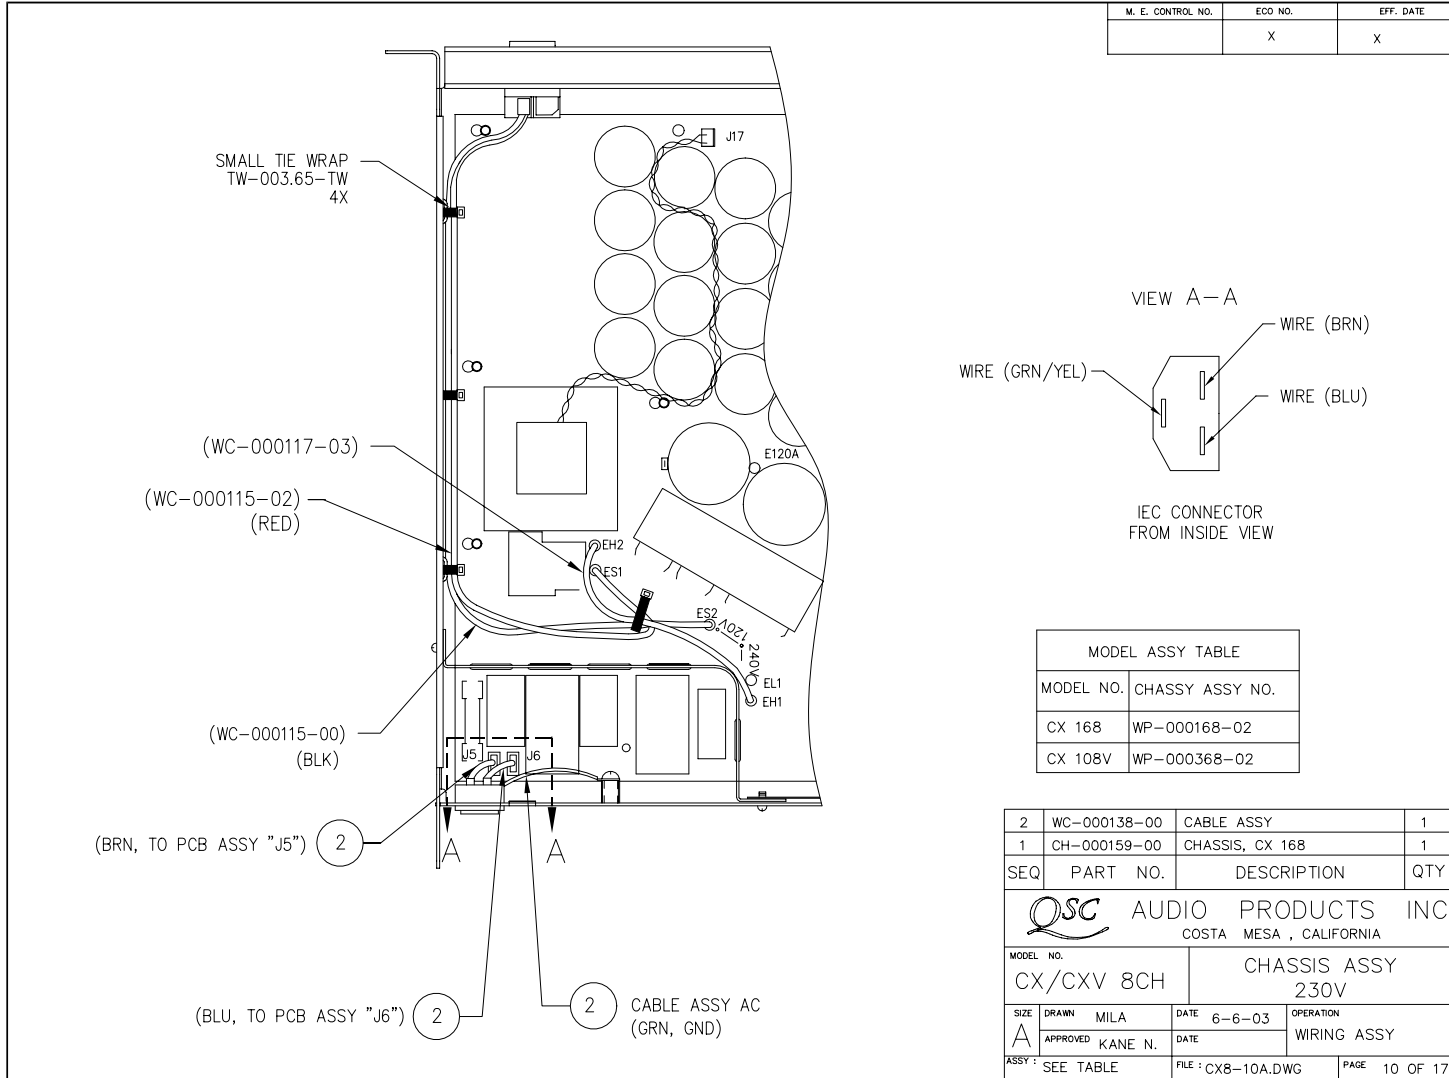 M. E. CONTROL NO. ECO NO. EFF. DATE
X X
SMALL TIE WRAP
TW-003.65-TW
4X
J17
VIEW A-A
WIRE (BRN)
WIRE (GRN/YEL)
WIRE (BLU)
IEC CONNECTOR
FROM INSIDE VIEW
(WC-000117-03)
E120A
(WC-000115-02)
(RED)
EH2
ES1
ES2
120V
240V
EL1
EH1
(WC-000115-00)
(BLK)
J5 J6
(BRN, TO PCB ASSY "J5") 2
A A
(BLU, TO PCB ASSY "J6") 2
2 CABLE ASSY AC
(GRN, GND)
MODEL ASSY TABLE
MODEL NO. CHASSY ASSY NO.
CX 168 WP-000168-02
CX 108V WP-000368-02
2 WC-000138-00 CABLE ASSY 1
1 CH-000159-00 CHASSIS, CX 168 1
SEQ PART NO. DESCRIPTION QTY
QSC AUDIO PRODUCTS INC
COSTA MESA , CALIFORNIA
MODEL NO.
CX/CXV 8CH
CHASSIS ASSY
230V
SIZE A
DRAWN MILA DATE 6-6-03
APPROVED KANE N. DATE
OPERATION
WIRING ASSY
ASSY : SEE TABLE FILE : CX8-10A.DWG PAGE 10 OF 17